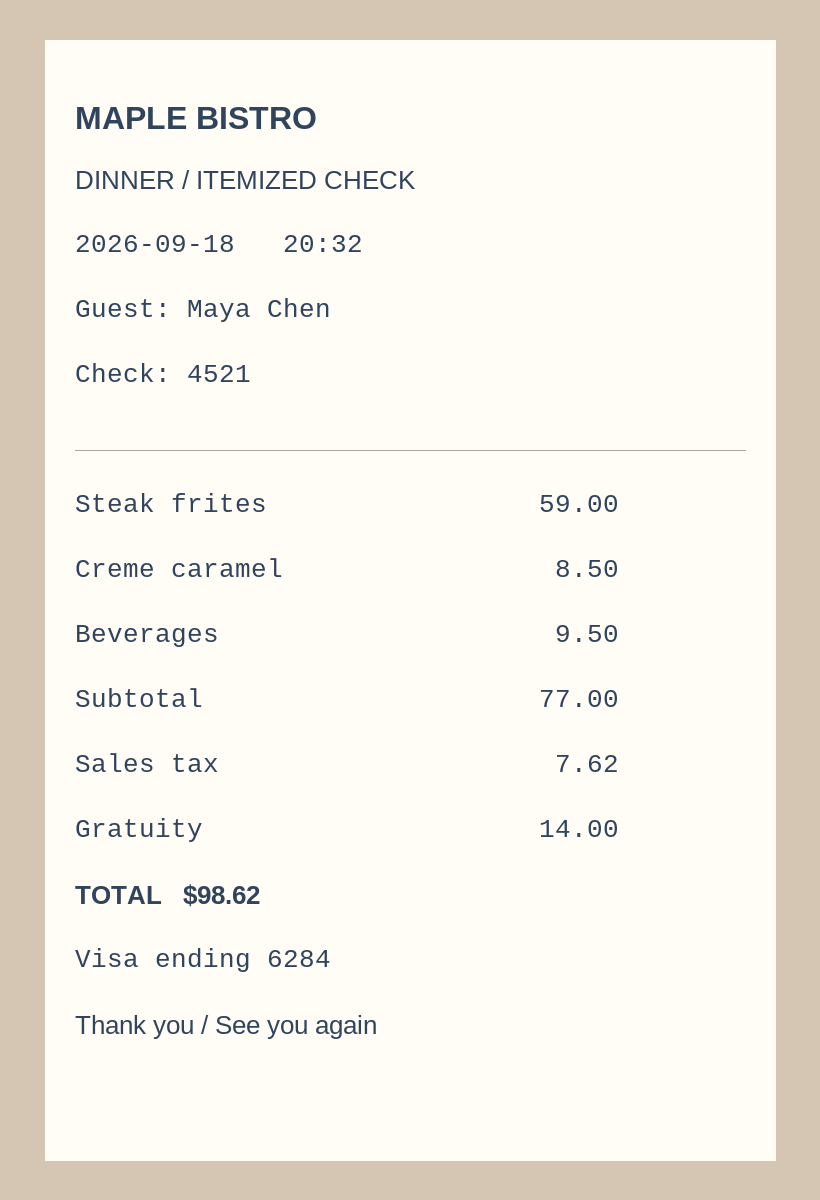 MAPLE BISTRO
DINNER / ITEMIZED CHECK
2026-09-18   20:32
Guest: Maya Chen
Check: 4521
Steak frites 59.00
Creme caramel 8.50
Beverages 9.50
Subtotal 77.00
Sales tax 7.62
Gratuity 14.00
TOTAL   $98.62
Visa ending 6284
Thank you / See you again